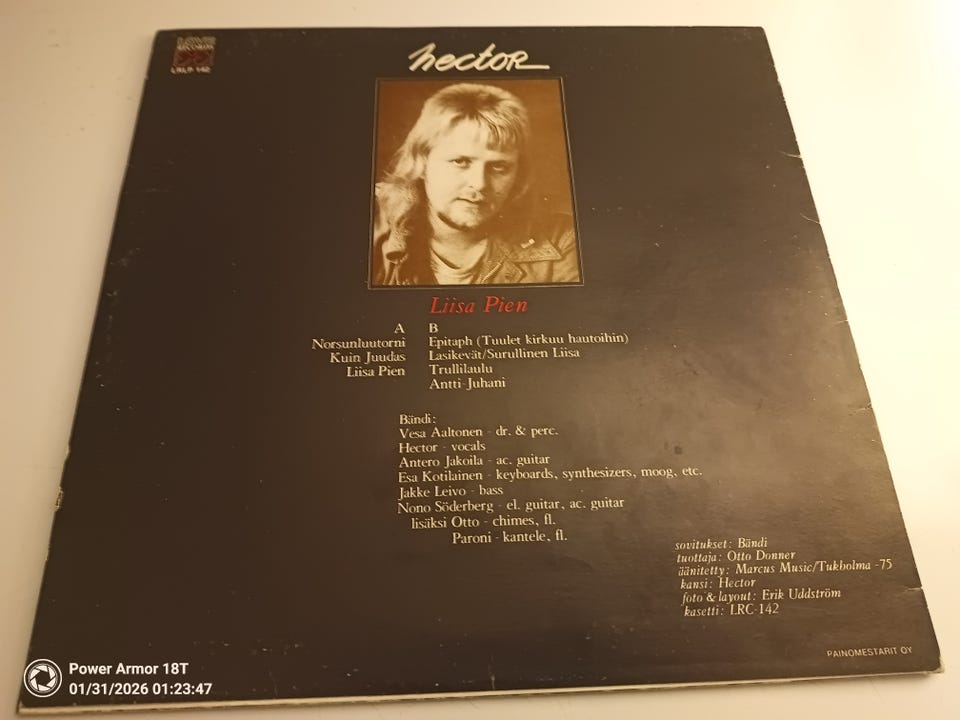 LOVE
RECORDS
LRLP 142
hector
Liisa Pien
A
Norsunluutorni
Kuin Juudas
Liisa Pien
B
Epitaph (Tuulet kirkuu hautoihin)
Lasikevät/Surullinen Liisa
Trullilaulu
Antti-Juhani
Bändi:
Vesa Aaltonen - dr. & perc.
Hector - vocals
Antero Jakoila - ac. guitar
Esa Kotilainen - keyboards, synthesizers, moog, etc.
Jakke Leivo - bass
Nono Söderberg - el. guitar, ac. guitar
lisäksi Otto - chimes, fl.
Paroni - kantele, fl.
sovitukset: Bändi
tuottaja: Otto Donner
äänitetty: Marcus Music/Tukholma -75
kansi: Hector
foto & layout: Erik Uddström
kasetti: LRC-142
PAINOMESTARIT OY
Power Armor 18T
01/31/2026 01:23:47